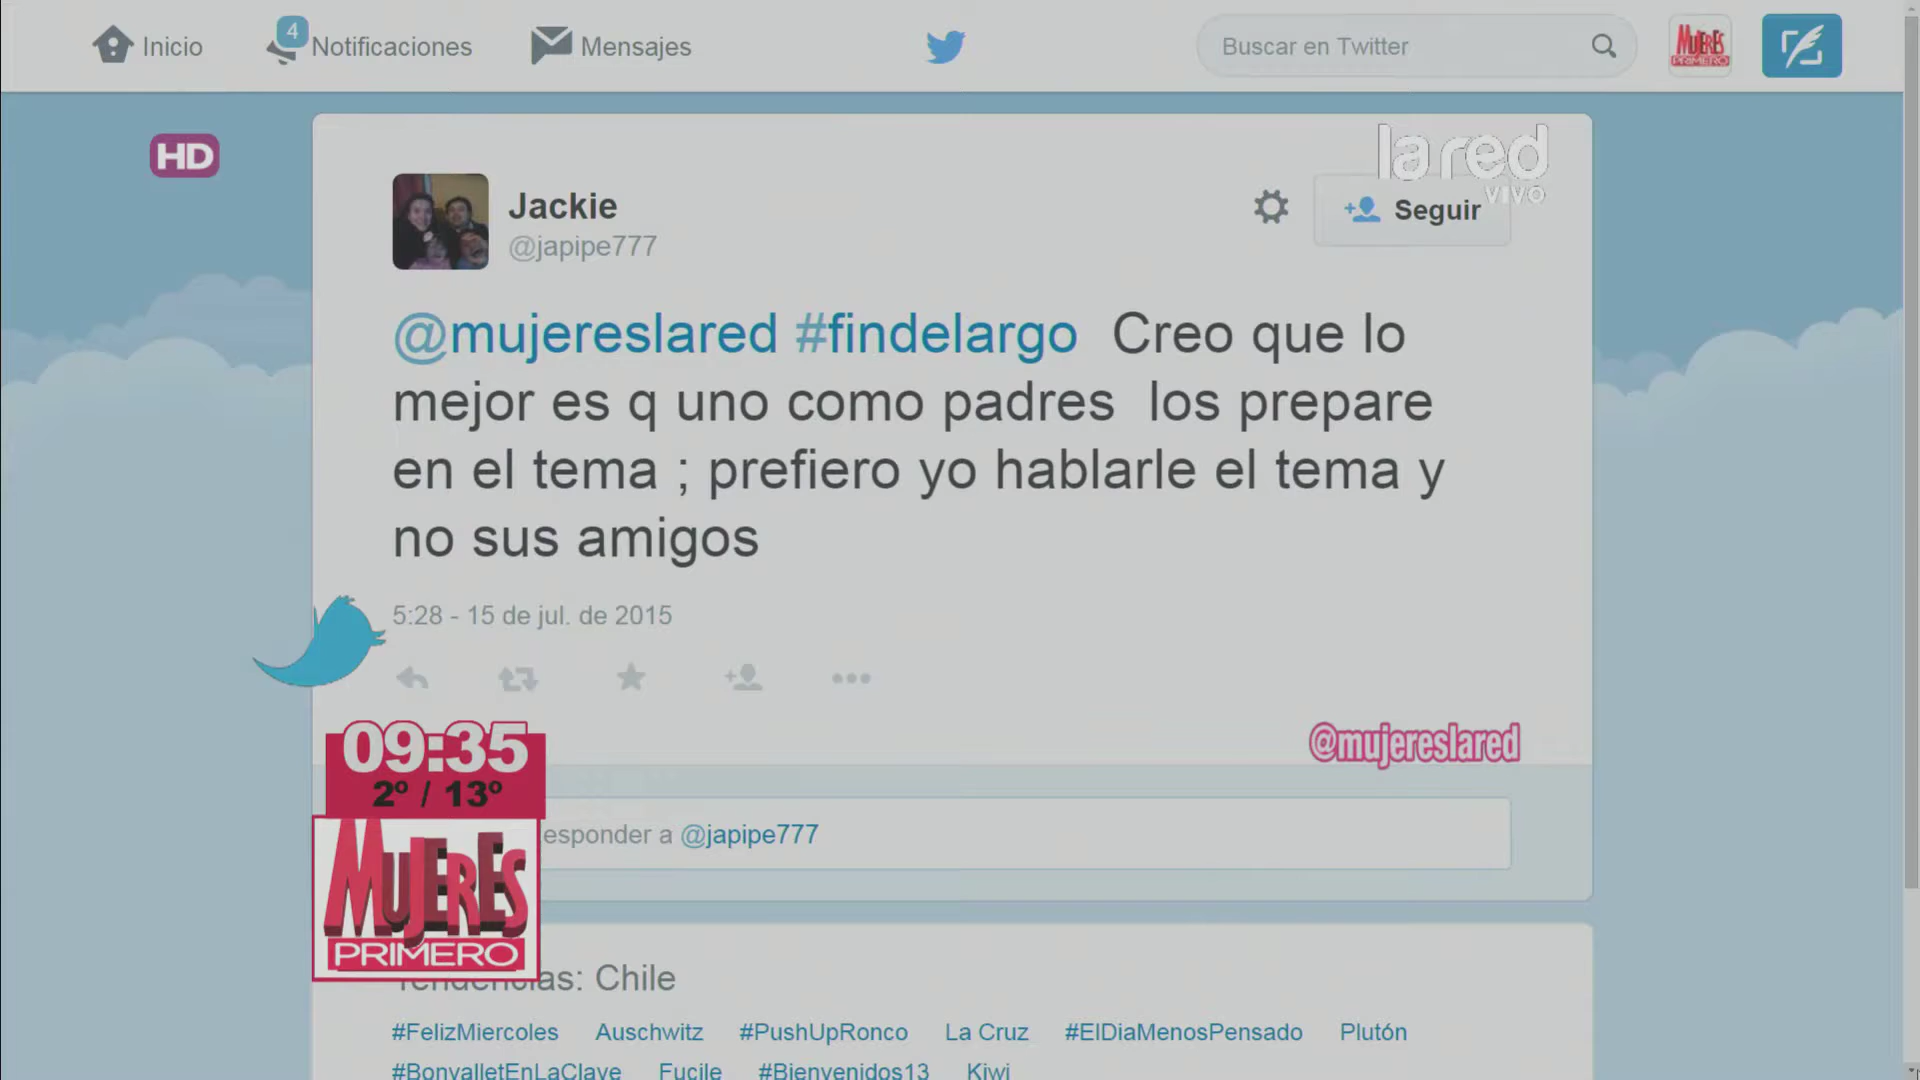 Inicio
4
Notificaciones
Mensajes
Buscar en Twitter
MUJERES
PRIMERO
HD
la red
VIVO
Jackie
@japipe777
Seguir
@mujereslared #findelargo Creo que lo
mejor es q uno como padres los prepare
en el tema ; prefiero yo hablarle el tema y
no sus amigos
5:28 - 15 de jul. de 2015
@mujereslared
09:35
2º / 13º
MUJERES
PRIMERO
esponder a @japipe777
Tendencias: Chile
#FelizMiercoles Auschwitz #PushUpRonco La Cruz #ElDiaMenosPensado Plutón
#BonvalletEnLaClave Fucile #Bienvenidos13 Kiwi